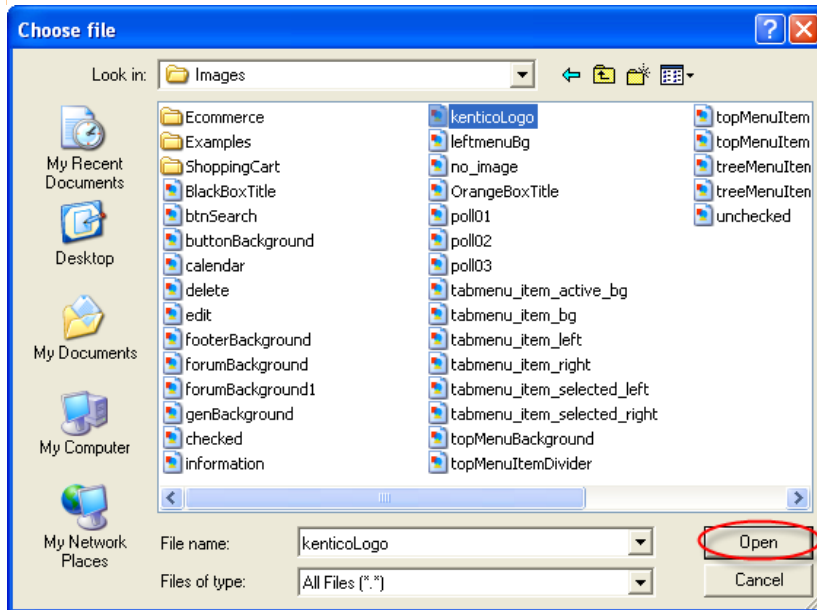 Choose file
Look in:
Images
My Recent
Documents
Desktop
My Documents
My Computer
My Network
Places
Ecommerce
Examples
ShoppingCart
BlackBoxTitle
btnSearch
buttonBackground
calendar
delete
edit
footerBackground
forumBackground
forumBackground1
genBackground
checked
information
kenticoLogo
leftmenuBg
no_image
OrangeBoxTitle
poll01
poll02
poll03
tabmenu_item_active_bg
tabmenu_item_bg
tabmenu_item_left
tabmenu_item_right
tabmenu_item_selected_left
tabmenu_item_selected_right
topMenuBackground
topMenuItemDivider
topMenuItem
topMenuItem
treeMenuIten
treeMenuIten
unchecked
File name:
kenticoLogo
Open
Files of type:
All Files (*.*)
Cancel